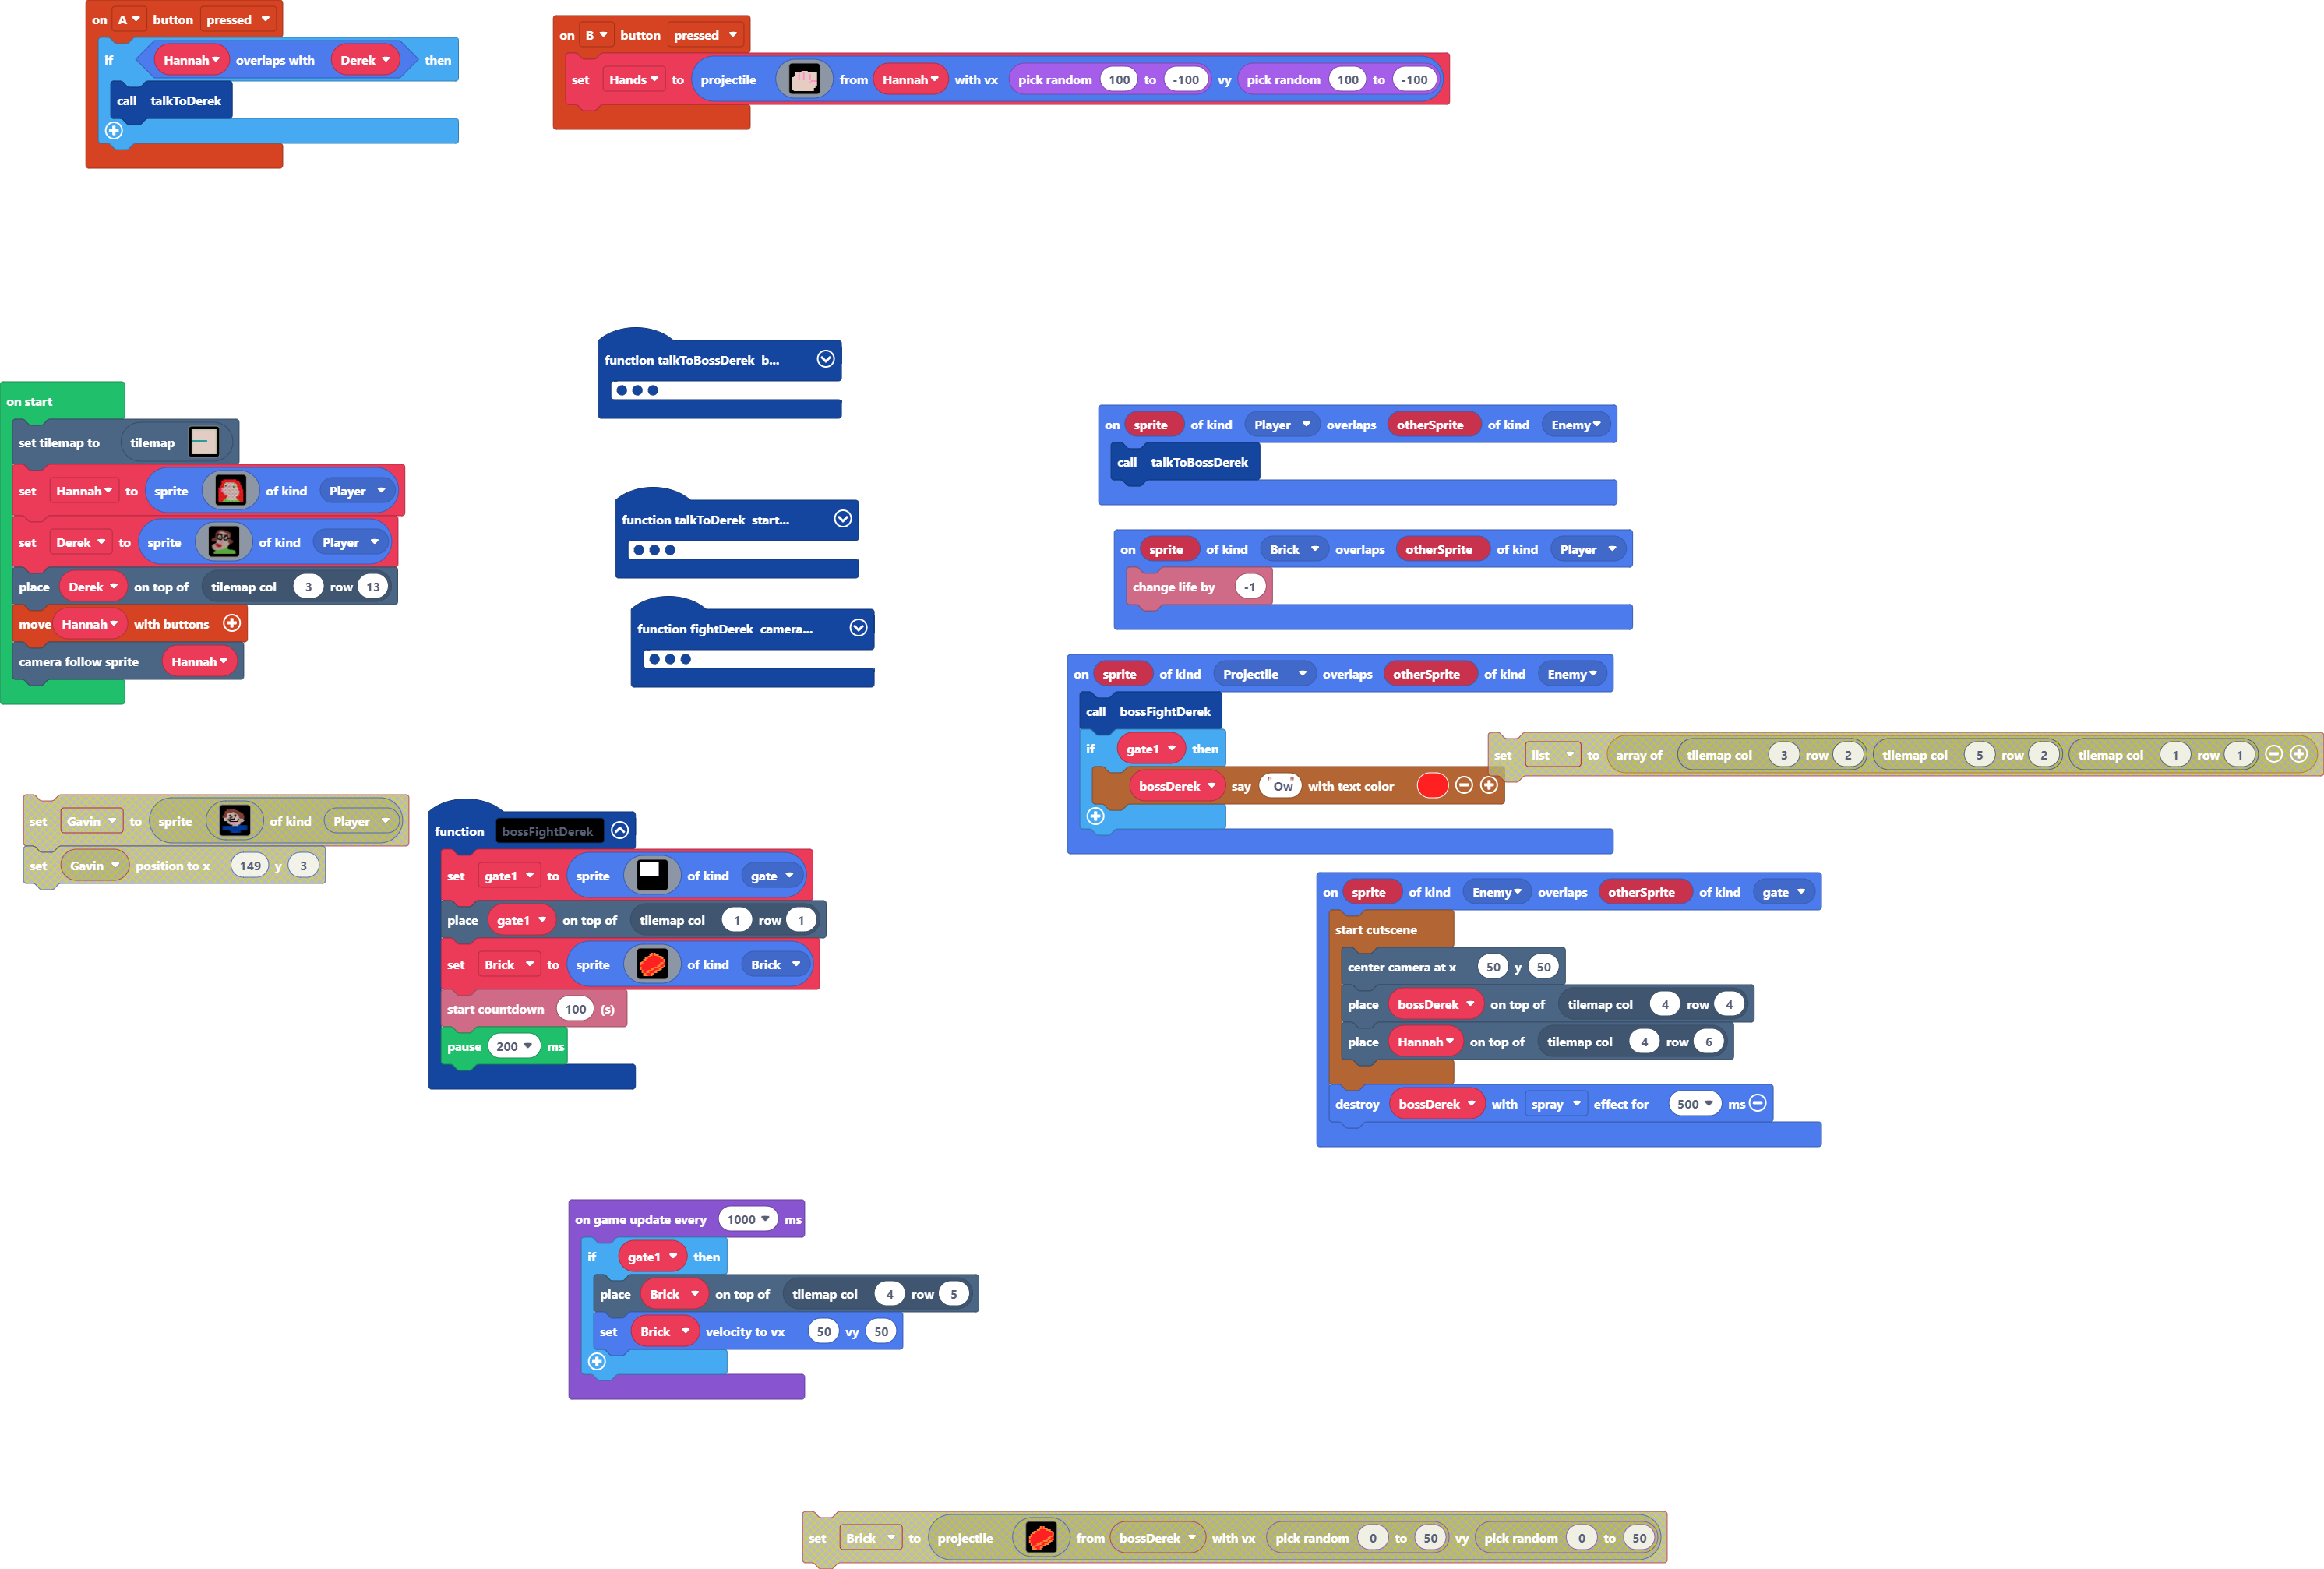 on A button pressed
if Hannah overlaps with Derek then
call talkToDerek
on B button pressed
set Hands to projectile from Hannah with vx pick random 100 to -100 vy pick random 100 to -100
function talkToBossDerek b...
function talkToDerek start...
function fightDerek camera...
on start
set tilemap to tilemap
set Hannah to sprite of kind Player
set Derek to sprite of kind Player
place Derek on top of tilemap col 3 row 13
move Hannah with buttons
camera follow sprite Hannah
on sprite of kind Player overlaps otherSprite of kind Enemy
call talkToBossDerek
on sprite of kind Brick overlaps otherSprite of kind Player
change life by -1
on sprite of kind Projectile overlaps otherSprite of kind Enemy
call bossFightDerek
if gate1 then
bossDerek say "Ow" with text color
set list to array of tilemap col 3 row 2 tilemap col 5 row 2 tilemap col 1 row 1
set Gavin to sprite of kind Player
set Gavin position to x 149 y 3
function bossFightDerek
set gate1 to sprite of kind gate
place gate1 on top of tilemap col 1 row 1
set Brick to sprite of kind Brick
start countdown 100 (s)
pause 200 ms
on sprite of kind Enemy overlaps otherSprite of kind gate
start cutscene
center camera at x 50 y 50
place bossDerek on top of tilemap col 4 row 4
place Hannah on top of tilemap col 4 row 6
destroy bossDerek with spray effect for 500 ms
on game update every 1000 ms
if gate1 then
place Brick on top of tilemap col 4 row 5
set Brick velocity to vx 50 vy 50
set Brick to projectile from bossDerek with vx pick random 0 to 50 vy pick random 0 to 50